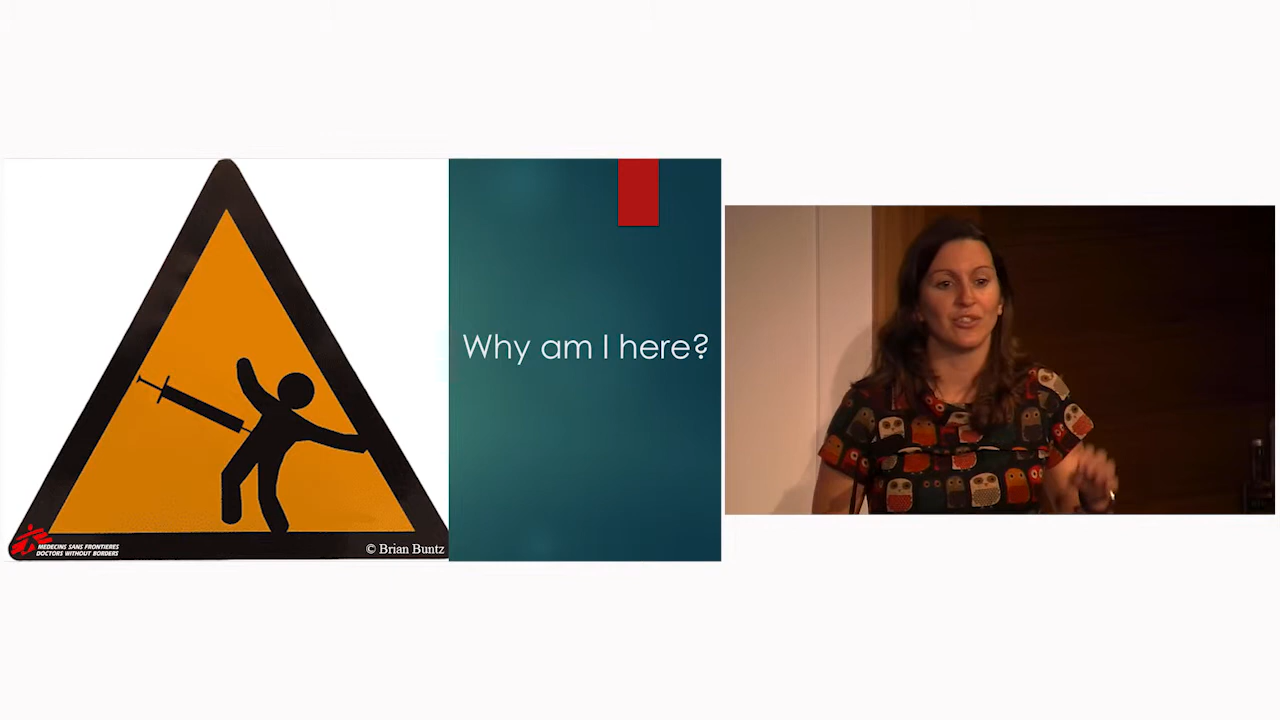 Why am I here?
MEDECINS SANS FRONTIERES
DOCTORS WITHOUT BORDERS
© Brian Buntz